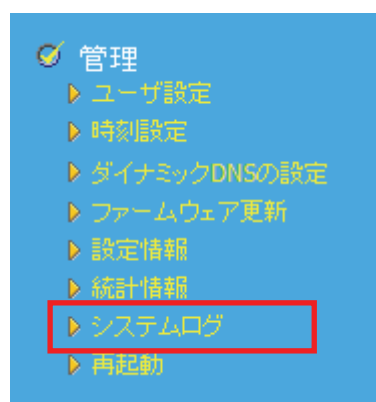 管理
ユーザ設定
時刻設定
ダイナミックDNSの設定
ファームウェア更新
設定情報
統計情報
システムログ
再起動